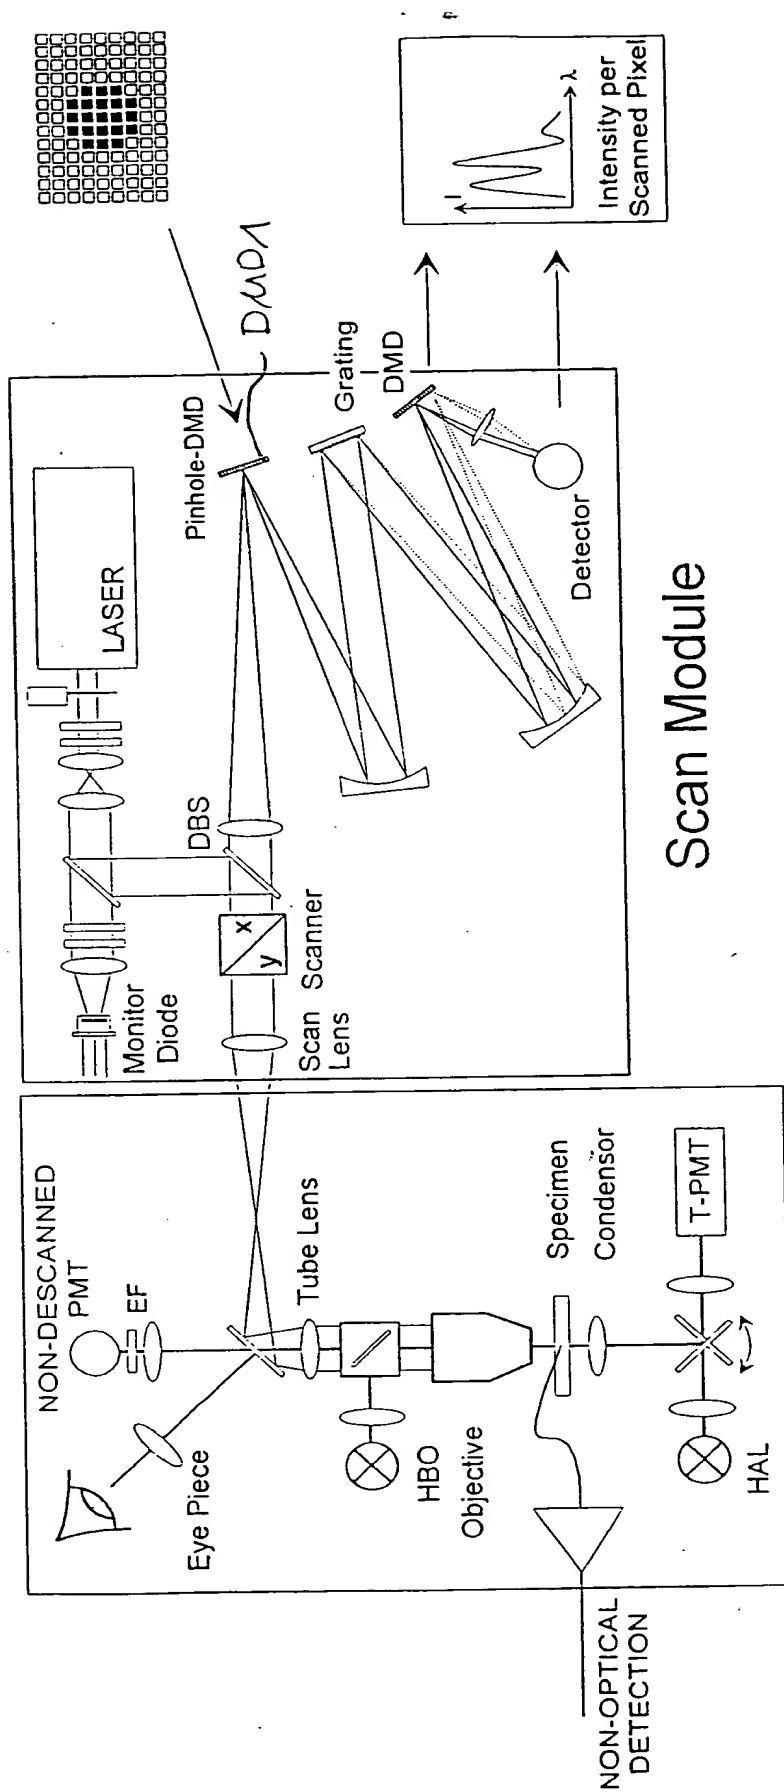 NON-DESCANNED
PMT
EF
Eye Piece
Tube Lens
HBO
Objective
Specimen
Condensor
T-PMT
HAL
NON-OPTICAL
DETECTION
Monitor
Diode
LASER
DBS
Scanner
x
y
Scan
Lens
Pinhole-DMD
DMD1
Grating
DMD
Detector
Scan Module
I
λ
Intensity per
Scanned Pixel